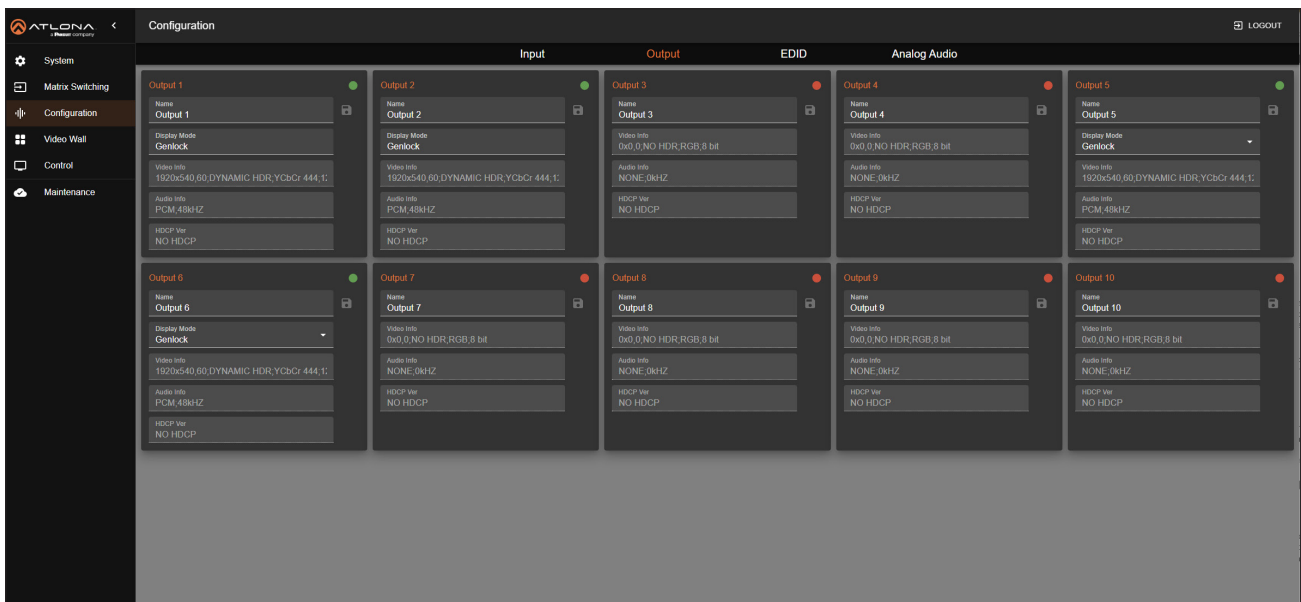 ATLONA
a Panduit company
Configuration
LOGOUT
System
Matrix Switching
Configuration
Video Wall
Control
Maintenance
Input Output EDID Analog Audio
Output 1
Name
Output 1
Display Mode
Genlock
Video Info
1920x540,60;DYNAMIC HDR;YCbCr 444;1
Audio Info
PCM,48kHZ
HDCP Ver
NO HDCP
Output 2
Name
Output 2
Display Mode
Genlock
Video Info
1920x540,60;DYNAMIC HDR;YCbCr 444;1
Audio Info
PCM,48kHZ
HDCP Ver
NO HDCP
Output 3
Name
Output 3
Video Info
0x0,0;NO HDR;RGB;8 bit
Audio Info
NONE;0kHZ
HDCP Ver
NO HDCP
Output 4
Name
Output 4
Video Info
0x0,0;NO HDR;RGB;8 bit
Audio Info
NONE;0kHZ
HDCP Ver
NO HDCP
Output 5
Name
Output 5
Display Mode
Genlock
Video Info
1920x540,60;DYNAMIC HDR;YCbCr 444;1
Audio Info
PCM,48kHZ
HDCP Ver
NO HDCP
Output 6
Name
Output 6
Display Mode
Genlock
Video Info
1920x540,60;DYNAMIC HDR;YCbCr 444;1
Audio Info
PCM,48kHZ
HDCP Ver
NO HDCP
Output 7
Name
Output 7
Video Info
0x0,0;NO HDR;RGB;8 bit
Audio Info
NONE;0kHZ
HDCP Ver
NO HDCP
Output 8
Name
Output 8
Video Info
0x0,0;NO HDR;RGB;8 bit
Audio Info
NONE;0kHZ
HDCP Ver
NO HDCP
Output 9
Name
Output 9
Video Info
0x0,0;NO HDR;RGB;8 bit
Audio Info
NONE;0kHZ
HDCP Ver
NO HDCP
Output 10
Name
Output 10
Video Info
0x0,0;NO HDR;RGB;8 bit
Audio Info
NONE;0kHZ
HDCP Ver
NO HDCP